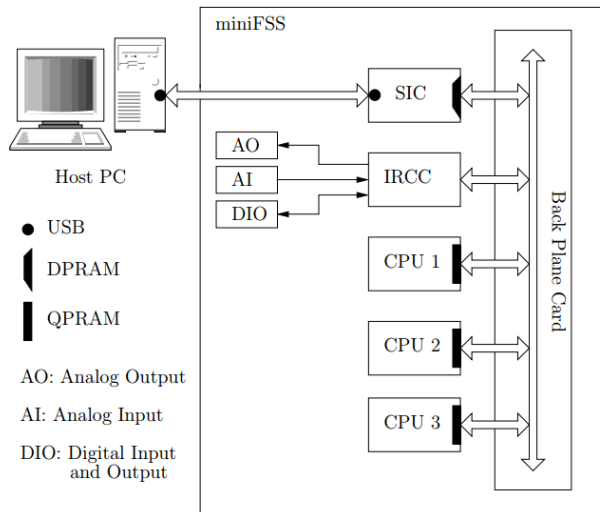 miniFSS
SIC
AO
AI
DIO
IRCC
Host PC
USB
DPRAM
QPRAM
CPU 1
CPU 2
CPU 3
Back Plane Card
AO: Analog Output
AI: Analog Input
DIO: Digital Input
and Output